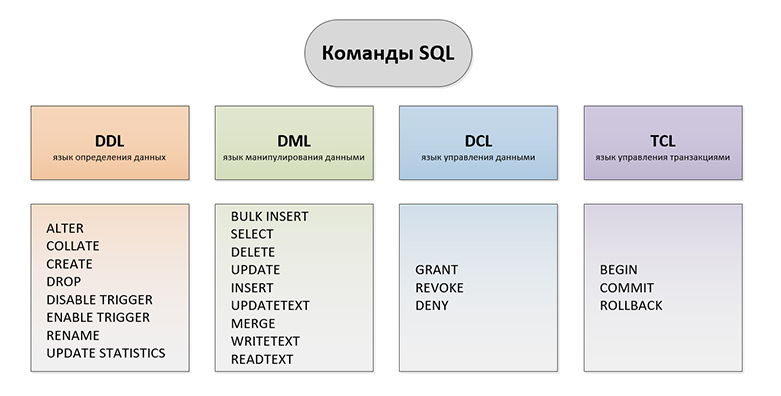 Команды SQL
DDL
язык определения данных
DML
язык манипулирования данными
DCL
язык управления данными
TCL
язык управления транзакциями
ALTER
COLLATE
CREATE
DROP
DISABLE TRIGGER
ENABLE TRIGGER
RENAME
UPDATE STATISTICS
BULK INSERT
SELECT
DELETE
UPDATE
INSERT
UPDATETEXT
MERGE
WRITETEXT
READTEXT
GRANT
REVOKE
DENY
BEGIN
COMMIT
ROLLBACK